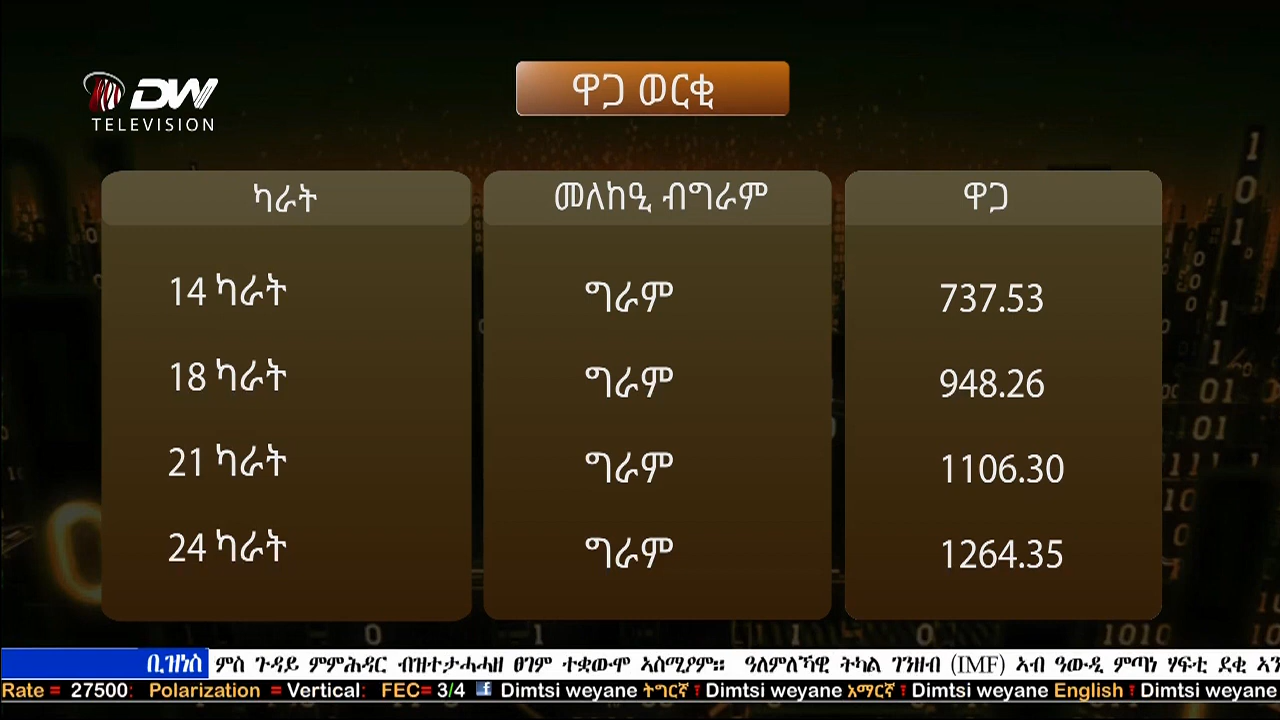 DW
TELEVISION
ዋጋ ወርቂ
ካራት መለከዒ ብግራም ዋጋ
14 ካራት ግራም 737.53
18 ካራት ግራም 948.26
21 ካራት ግራም 1106.30
24 ካራት ግራም 1264.35
ቢዝነስ ምስ ጉዳይ ምምሕዳር ብዝተታሓሓዘ ፀገም ተቋውሞ ኣስሚዖም። ዓለምለኻዊ ትካል ገንዘብ (IMF) ኣብ ዓውዲ ምጣነ ሃፍቲ ደቂ
Rate = 27500: Polarization = Vertical: FEC= 3/4 Dimtsi weyane ትግርኛ፣ Dimtsi weyane አማርኛ፣ Dimtsi weyane English፣ Dimtsi weyane